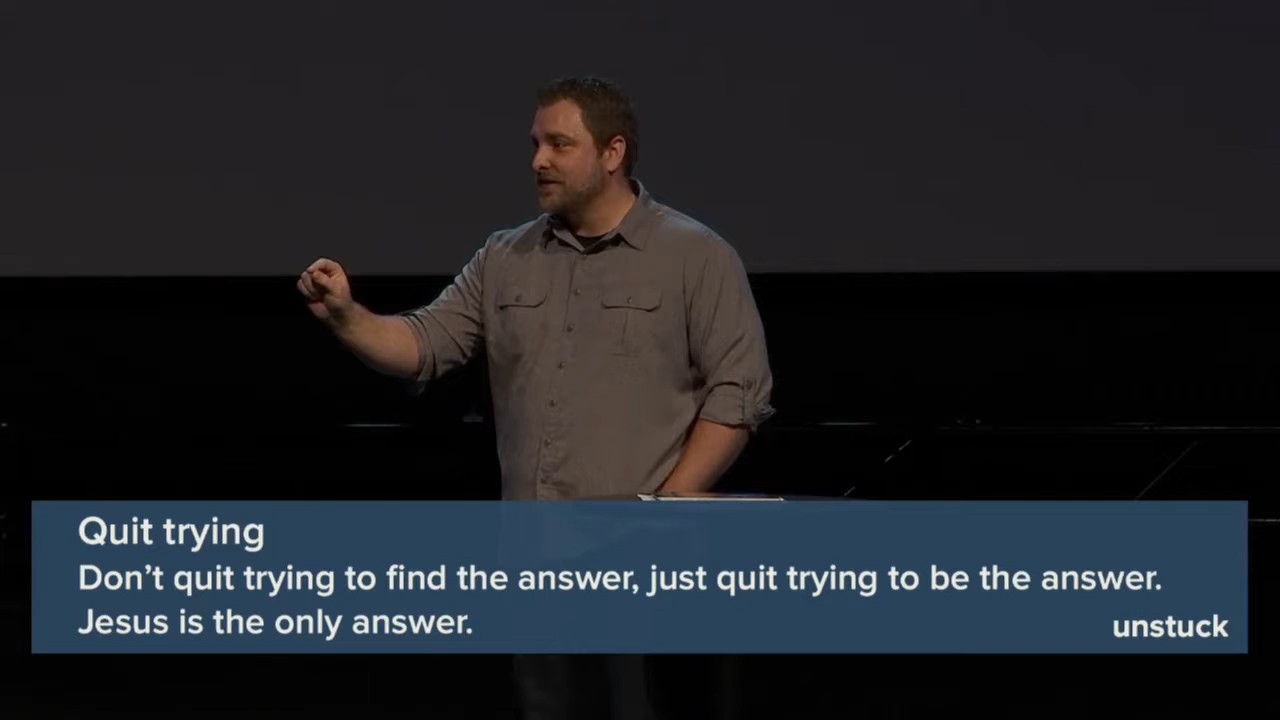 Quit trying
Don’t quit trying to find the answer, just quit trying to be the answer.
Jesus is the only answer.
unstuck